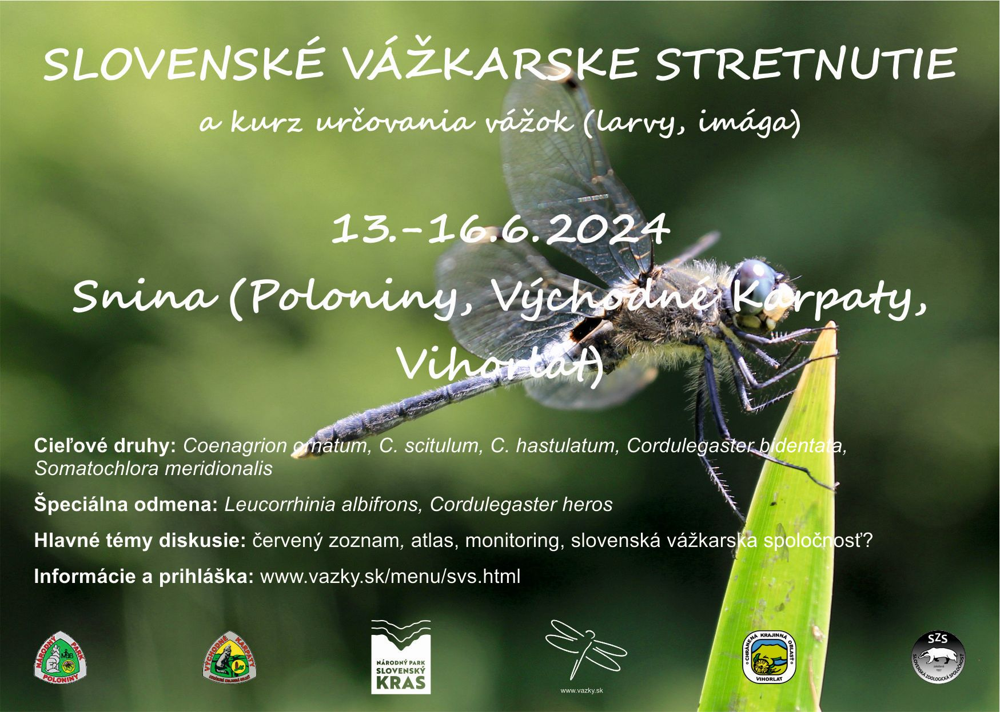 SLOVENSKÉ VÁŽKARSKE STRETNUTIE
a kurz určovania vážok (larvy, imága)
13.-16.6.2024
Snina (Poloniny, Východné Karpaty,
Vihorlat)
Cieľové druhy: Coenagrion ornatum, C. scitulum, C. hastulatum, Cordulegaster bidentata,
Somatochlora meridionalis
Špeciálna odmena: Leucorrhinia albifrons, Cordulegaster heros
Hlavné témy diskusie: červený zoznam, atlas, monitoring, slovenská vážkarska spoločnosť?
Informácie a prihláška: www.vazky.sk/menu/svs.html
NÁRODNÝ PARK
POLONINY
VÝCHODNÉ KARPATY
CHRÁNENÁ KRAJINNÁ OBLASŤ
NÁRODNÝ PARK
SLOVENSKÝ
KRAS
www.vazky.sk
CHRÁNENÁ KRAJINNÁ OBLASŤ
VIHORLAT
SZS
SLOVENSKÁ ZOOLOGICKÁ SPOLOČNOSŤ